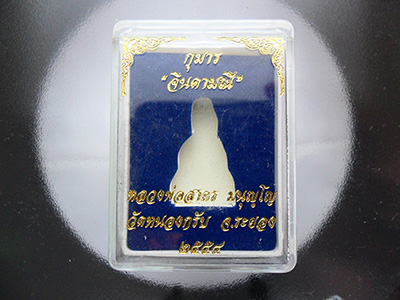 กุมาร
"จินดามณี"
หลวงพ่อสาคร มนุญโญ
วัดหนองกรับ จ.ระยอง
๒๕๕๔